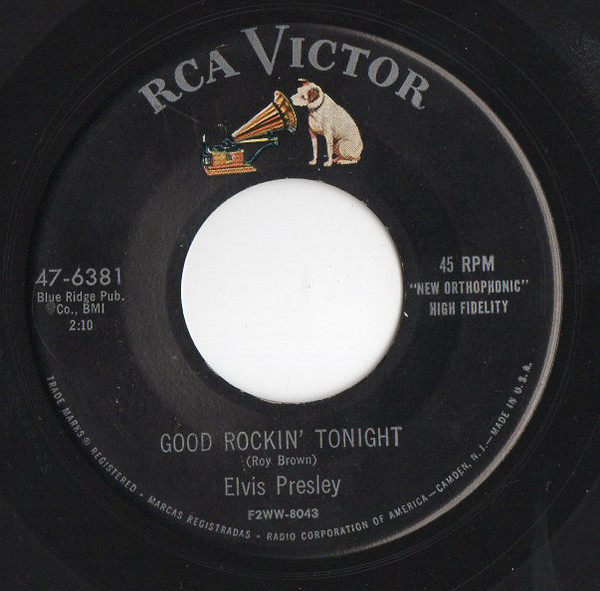 RCA VICTOR
47-6381
Blue Ridge Pub.
Co., BMI
2:10
45 RPM
"NEW ORTHOPHONIC"
HIGH FIDELITY
GOOD ROCKIN' TONIGHT
(Roy Brown)
Elvis Presley
F2WW-8043
TRADE MARKS ® REGISTERED • MARCAS REGISTRADAS • RADIO CORPORATION OF AMERICA—CAMDEN, N.J.—MADE IN U.S.A.